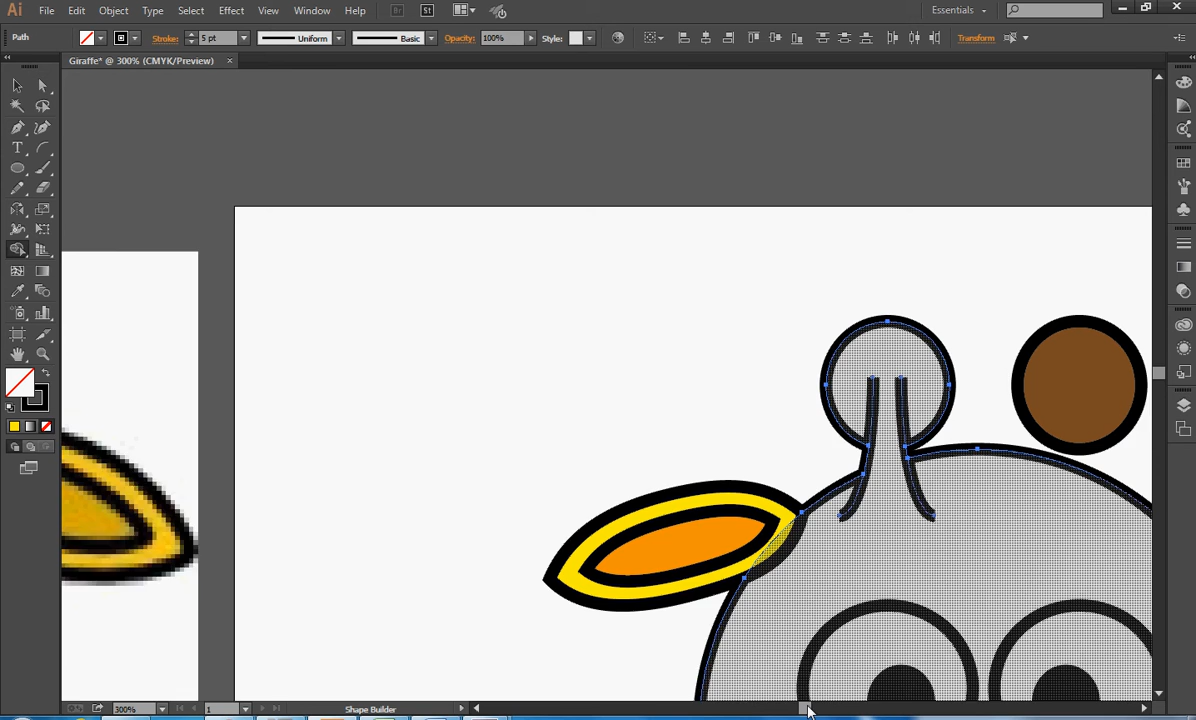 Ai File Edit Object Type Select Effect View Window Help Br St Essentials
Path Stroke: 5 pt Uniform Basic Opacity: 100% Style: Transform
Giraffe* @ 300% (CMYK/Preview) ×
T
300% 1 Shape Builder